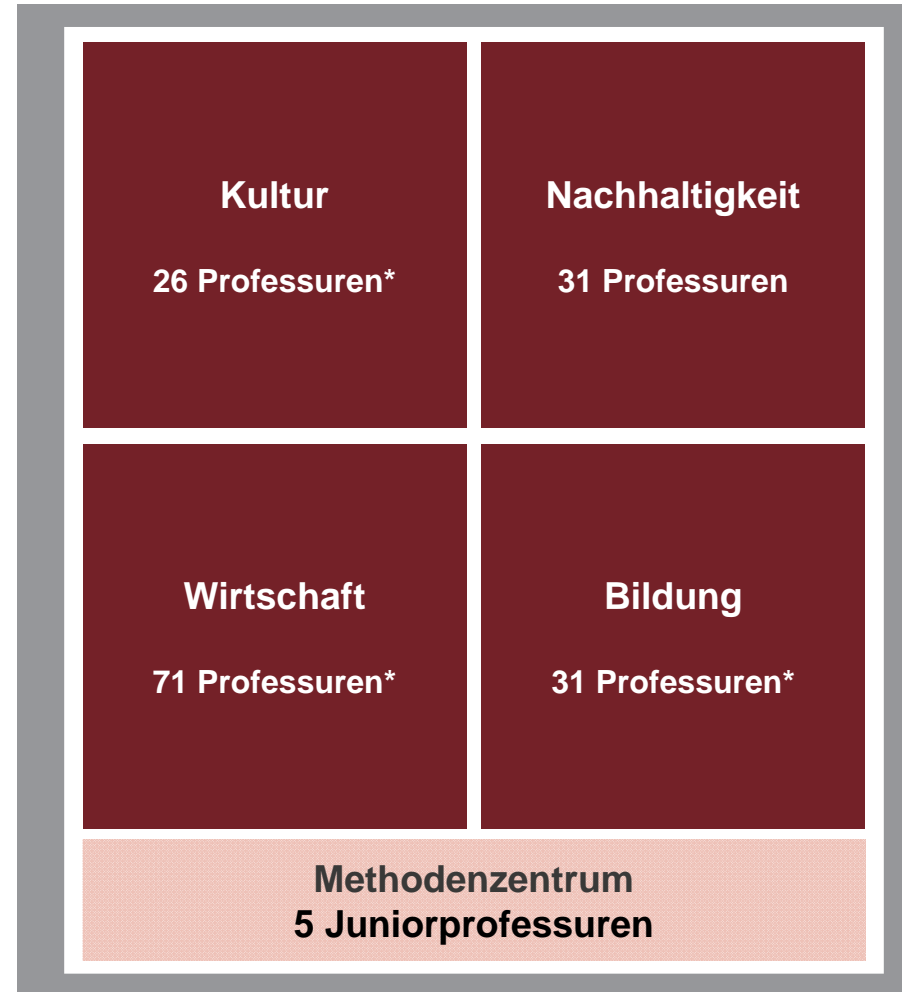 Kultur
26 Professuren*
Nachhaltigkeit
31 Professuren
Wirtschaft
71 Professuren*
Bildung
31 Professuren*
Methodenzentrum
5 Juniorprofessuren